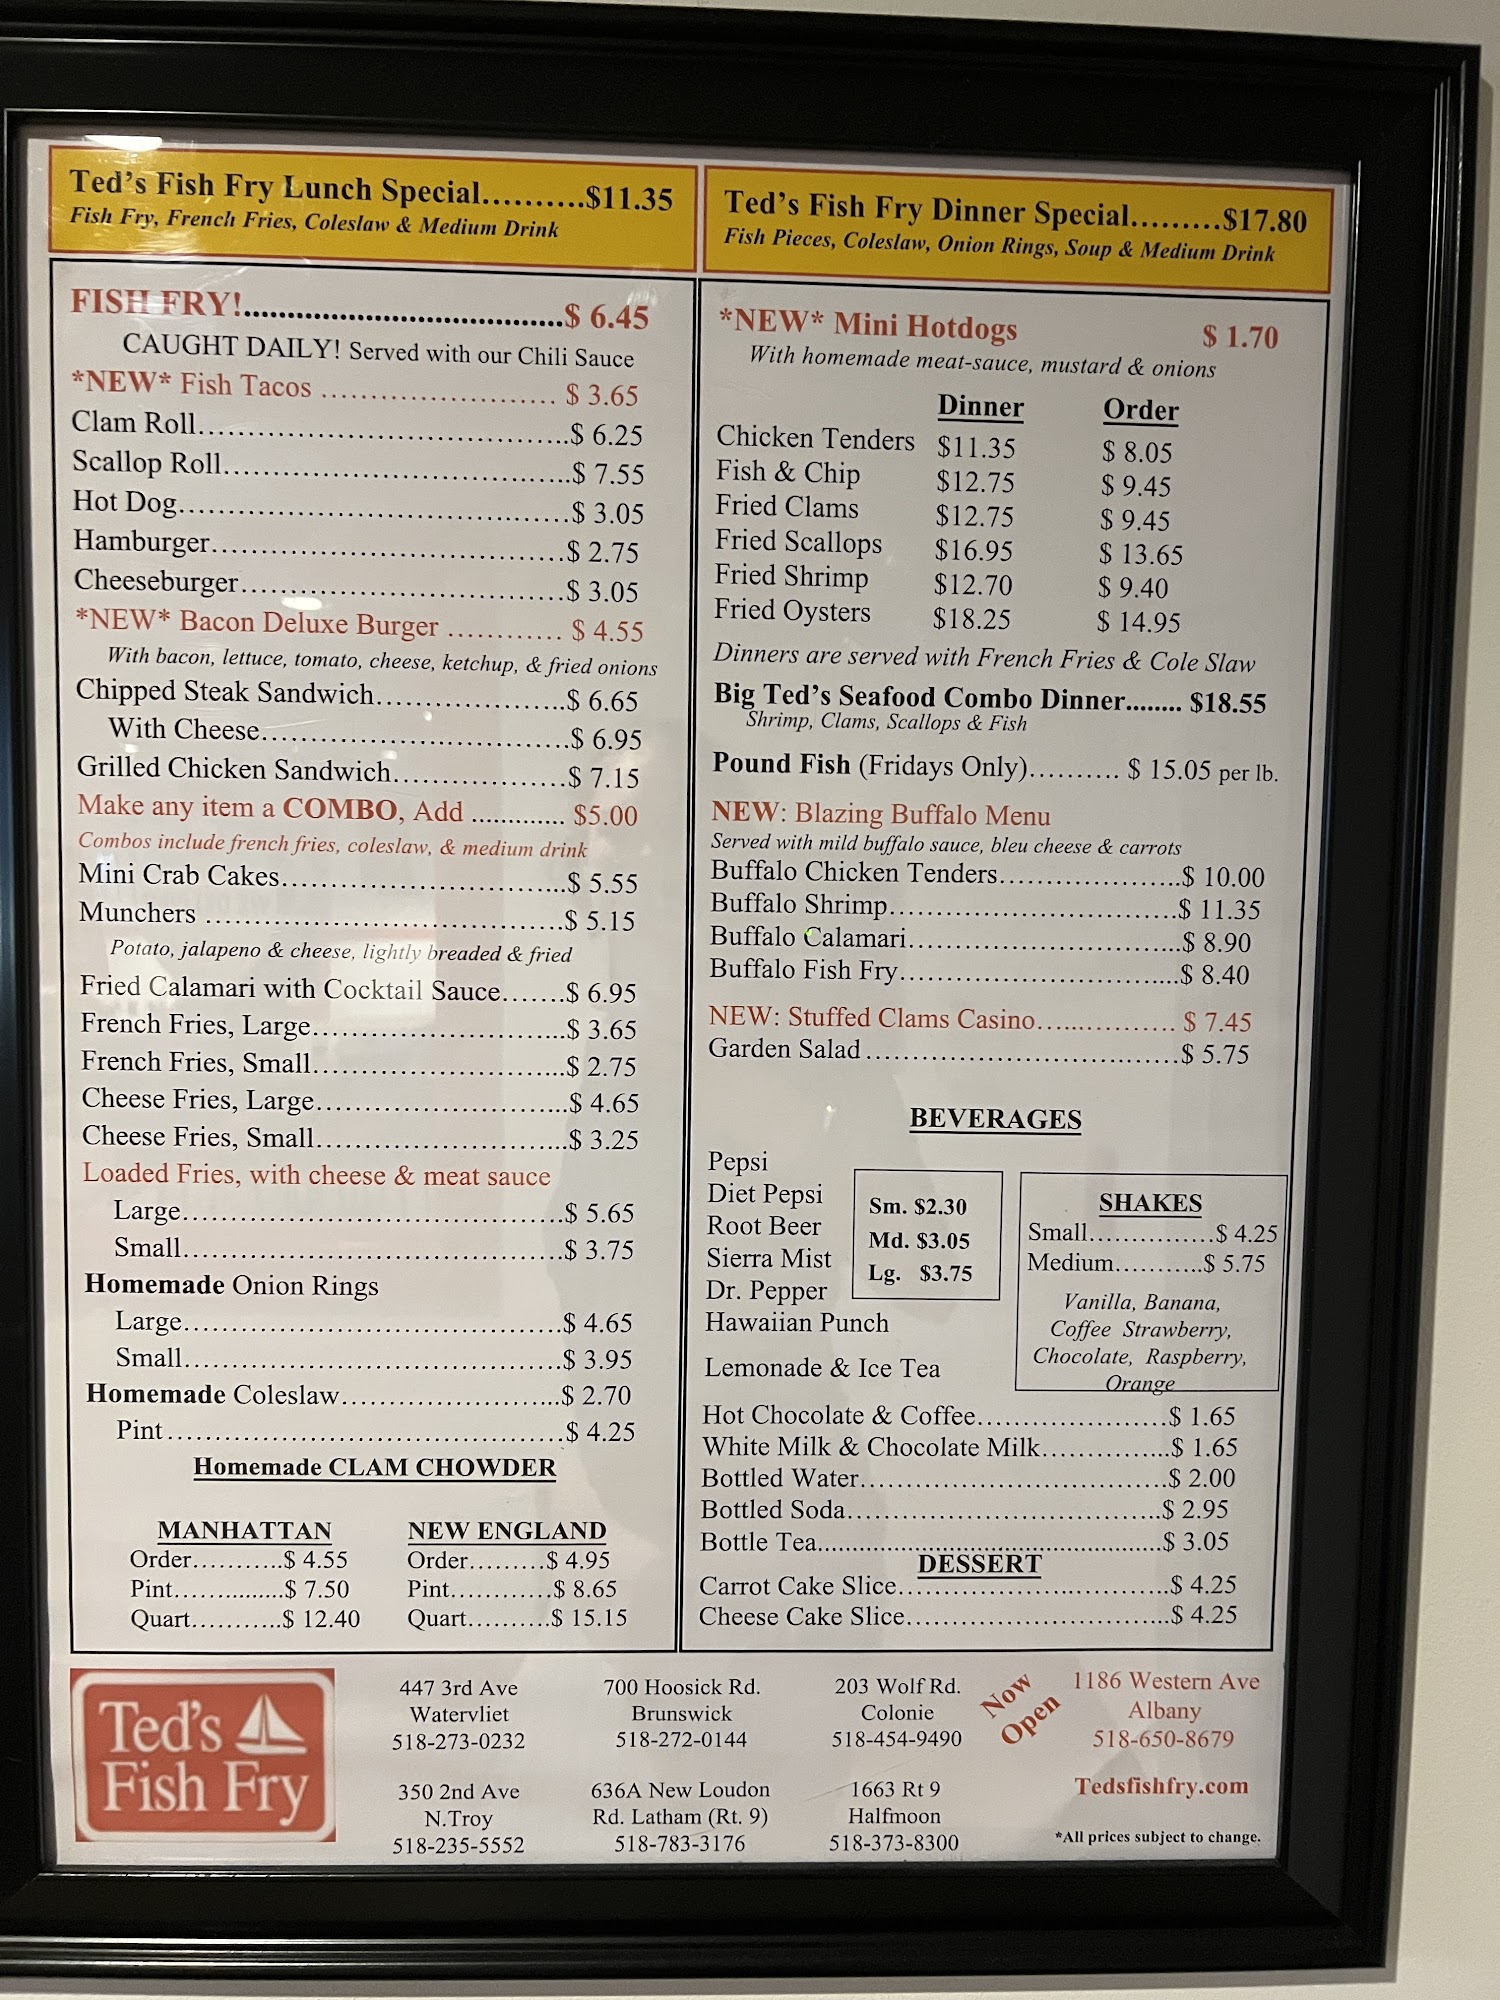 Ted's Fish Fry Lunch Special..........$11.35
Fish Fry, French Fries, Coleslaw & Medium Drink
FISH FRY!....................................$ 6.45
CAUGHT DAILY! Served with our Chili Sauce
*NEW* Fish Tacos ........................ $ 3.65
Clam Roll.......................................$ 6.25
Scallop Roll....................................$ 7.55
Hot Dog.........................................$ 3.05
Hamburger.....................................$ 2.75
Cheeseburger..................................$ 3.05
*NEW* Bacon Deluxe Burger ............ $ 4.55
With bacon, lettuce, tomato, cheese, ketchup, & fried onions
Chipped Steak Sandwich....................$ 6.65
With Cheese................................$ 6.95
Grilled Chicken Sandwich..................$ 7.15
Make any item a COMBO, Add ............. $5.00
Combos include french fries, coleslaw, & medium drink
Mini Crab Cakes..............................$ 5.55
Munchers ......................................$ 5.15
Potato, jalapeno & cheese, lightly breaded & fried
Fried Calamari with Cocktail Sauce.......$ 6.95
French Fries, Large...........................$ 3.65
French Fries, Small...........................$ 2.75
Cheese Fries, Large...........................$ 4.65
Cheese Fries, Small...........................$ 3.25
Loaded Fries, with cheese & meat sauce
Large........................................$ 5.65
Small........................................$ 3.75
Homemade Onion Rings
Large........................................$ 4.65
Small........................................$ 3.95
Homemade Coleslaw.......................$ 2.70
Pint..........................................$ 4.25
Homemade CLAM CHOWDER
MANHATTAN NEW ENGLAND
Order...........$ 4.55 Order.........$ 4.95
Pint...............$ 7.50 Pint............$ 8.65
Quart...........$ 12.40 Quart..........$ 15.15
Ted's Fish Fry Dinner Special.........$17.80
Fish Pieces, Coleslaw, Onion Rings, Soup & Medium Drink
*NEW* Mini Hotdogs $ 1.70
With homemade meat-sauce, mustard & onions
Dinner Order
Chicken Tenders $11.35 $ 8.05
Fish & Chip $12.75 $ 9.45
Fried Clams $12.75 $ 9.45
Fried Scallops $16.95 $ 13.65
Fried Shrimp $12.70 $ 9.40
Fried Oysters $18.25 $ 14.95
Dinners are served with French Fries & Cole Slaw
Big Ted's Seafood Combo Dinner........ $18.55
Shrimp, Clams, Scallops & Fish
Pound Fish (Fridays Only).......... $ 15.05 per lb.
NEW: Blazing Buffalo Menu
Served with mild buffalo sauce, bleu cheese & carrots
Buffalo Chicken Tenders....................$ 10.00
Buffalo Shrimp...............................$ 11.35
Buffalo Calamari.............................$ 8.90
Buffalo Fish Fry..............................$ 8.40
NEW: Stuffed Clams Casino............... $ 7.45
Garden Salad..................................$ 5.75
BEVERAGES
Pepsi
Diet Pepsi
Root Beer
Sierra Mist
Dr. Pepper
Hawaiian Punch
Lemonade & Ice Tea
Sm. $2.30
Md. $3.05
Lg. $3.75
SHAKES
Small...............$ 4.25
Medium...........$ 5.75
Vanilla, Banana,
Coffee Strawberry,
Chocolate, Raspberry,
Orange
Hot Chocolate & Coffee.....................$ 1.65
White Milk & Chocolate Milk..............$ 1.65
Bottled Water..................................$ 2.00
Bottled Soda...................................$ 2.95
Bottle Tea.................................................$ 3.05
DESSERT
Carrot Cake Slice..............................$ 4.25
Cheese Cake Slice.............................$ 4.25
Ted's
Fish Fry
447 3rd Ave
Watervliet
518-273-0232
700 Hoosick Rd.
Brunswick
518-272-0144
203 Wolf Rd.
Colonie
518-454-9490
Now
Open
1186 Western Ave
Albany
518-650-8679
350 2nd Ave
N.Troy
518-235-5552
636A New Loudon
Rd. Latham (Rt. 9)
518-783-3176
1663 Rt 9
Halfmoon
518-373-8300
Tedsfishfry.com
*All prices subject to change.